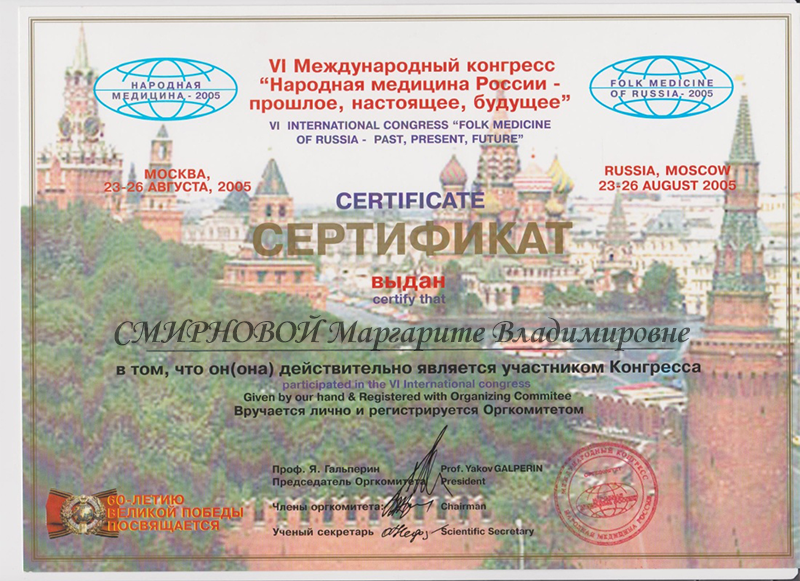 VI Международный конгресс
“Народная медицина России -
прошлое, настоящее, будущее”
НАРОДНАЯ
МЕДИЦИНА - 2005
FOLK MEDICINE
OF RUSSIA - 2005
VI INTERNATIONAL CONGRESS “FOLK MEDICINE
OF RUSSIA - PAST, PRESENT, FUTURE”
МОСКВА,
23-26 АВГУСТА, 2005
RUSSIA, MOSCOW
23-26 AUGUST 2005
CERTIFICATE
СЕРТИФИКАТ
выдан
certify that
СМИРНОВОЙ Маргарите Владимировне
в том, что он(она) действительно является участником Конгресса
participated in the VI International congress
Given by our hand & Registered with Organizing Commitee
Вручается лично и регистрируется Оргкомитетом
Проф. Я. Гальперин Prof. Yakov GALPERIN
Председатель Оргкомитета President
Члены оргкомитета: Chairman
Ученый секретарь Scientific Secretary
60-ЛЕТИЮ
ВЕЛИКОЙ ПОБЕДЫ
ПОСВЯЩАЕТСЯ
НАРОДНАЯ МЕДИЦИНА РОССИИ